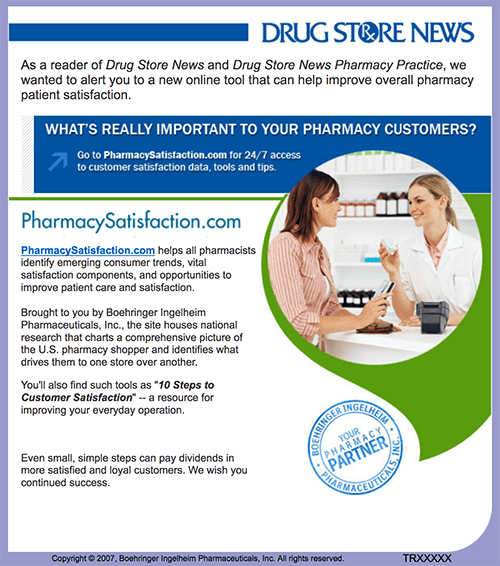 DRUG STORE NEWS
As a reader of Drug Store News and Drug Store News Pharmacy Practice, we
wanted to alert you to a new online tool that can help improve overall pharmacy
patient satisfaction.
WHAT'S REALLY IMPORTANT TO YOUR PHARMACY CUSTOMERS?
Go to PharmacySatisfaction.com for 24/7 access
to customer satisfaction data, tools and tips.
PharmacySatisfaction.com
PharmacySatisfaction.com helps all pharmacists
identify emerging consumer trends, vital
satisfaction components, and opportunities to
improve patient care and satisfaction.
Brought to you by Boehringer Ingelheim
Pharmaceuticals, Inc., the site houses national
research that charts a comprehensive picture of
the U.S. pharmacy shopper and identifies what
drives them to one store over another.
You'll also find such tools as "10 Steps to
Customer Satisfaction" -- a resource for
improving your everyday operation.
BOEHRINGER INGELHEIM
PHARMACEUTICALS, INC.
YOUR
PHARMACY
PARTNER
Even small, simple steps can pay dividends in
more satisfied and loyal customers. We wish you
continued success.
Copyright © 2007, Boehringer Ingelheim Pharmaceuticals, Inc. All rights reserved.
TRXXXXX